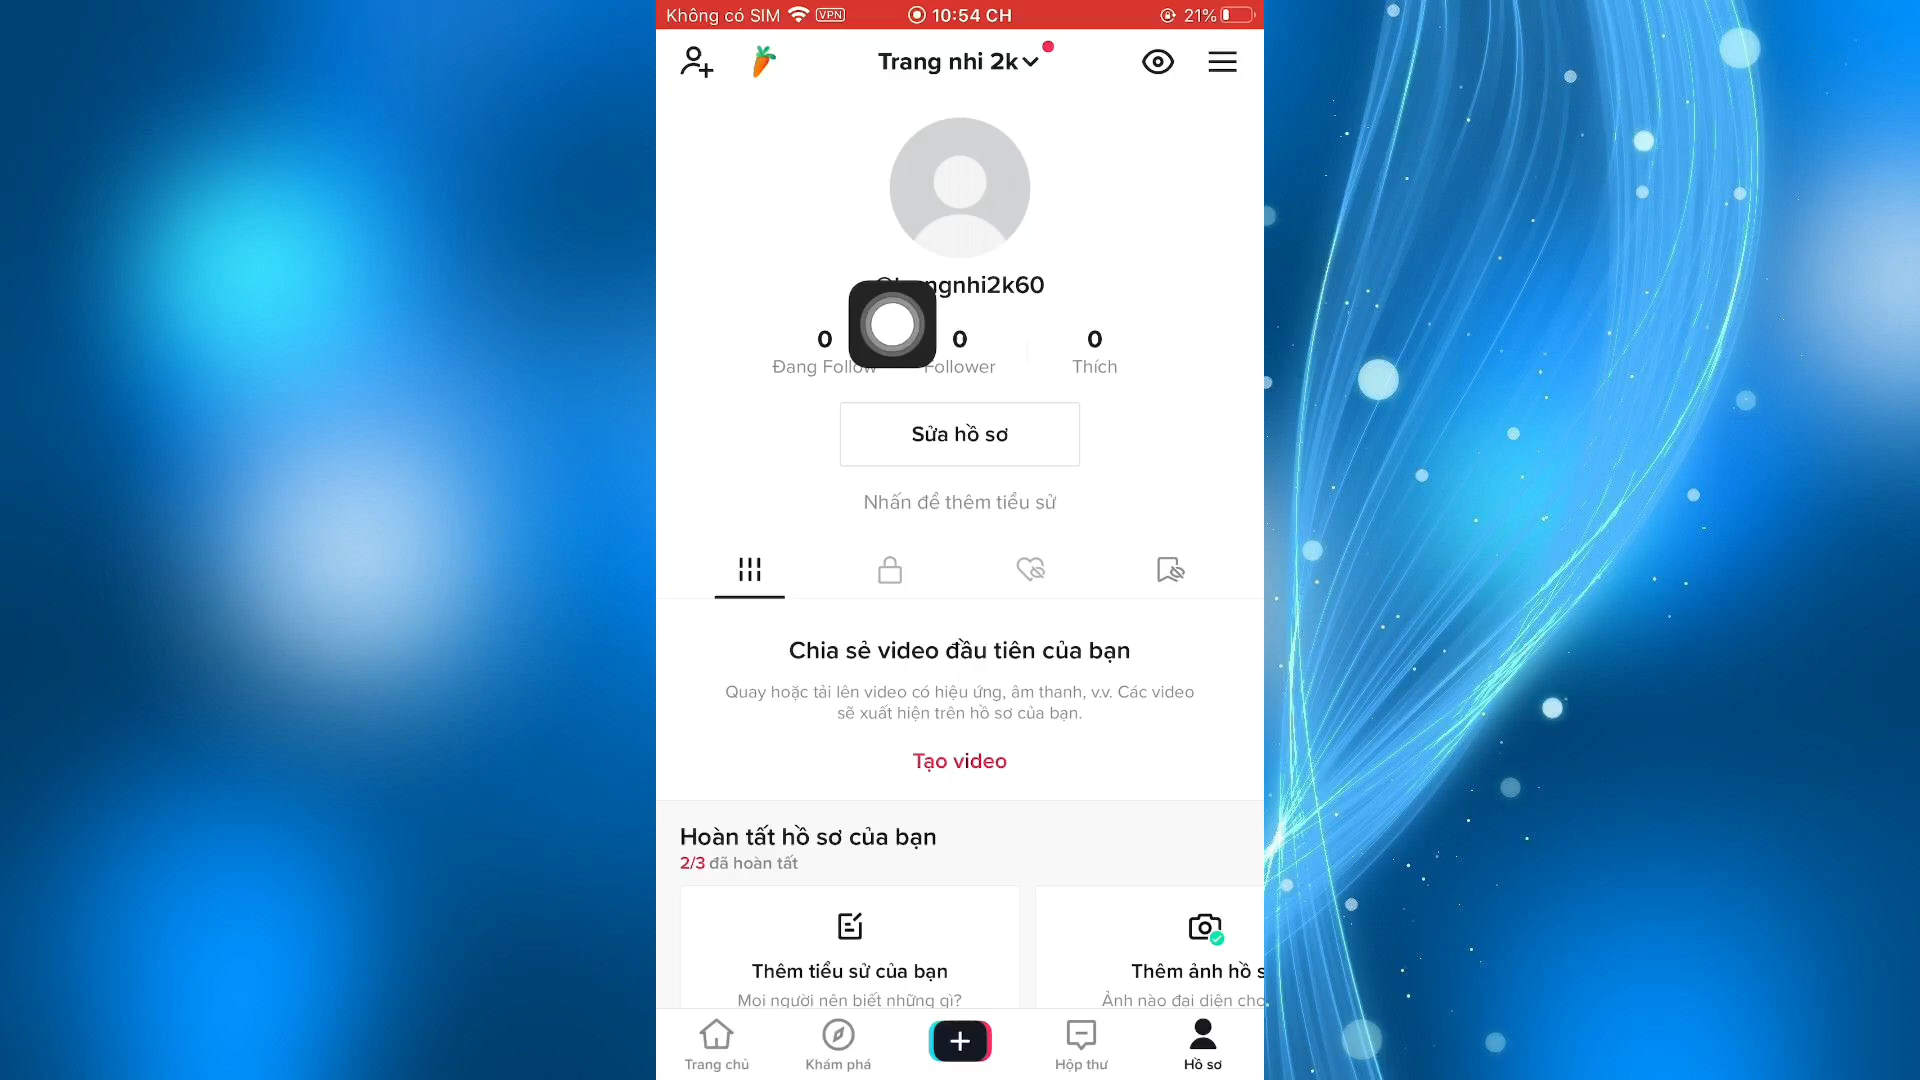 Không có SIM VPN 10:54 CH 21%
Trang nhi 2k
ngnhi2k60
0 0 0
Đang Follow Follower Thích
Sửa hồ sơ
Nhấn để thêm tiểu sử
Chia sẻ video đầu tiên của bạn
Quay hoặc tải lên video có hiệu ứng, âm thanh, v.v. Các video
sẽ xuất hiện trên hồ sơ của bạn.
Tạo video
Hoàn tất hồ sơ của bạn
2/3 đã hoàn tất
Thêm tiểu sử của bạn
Mọi người nên biết những gì?
Thêm ảnh hồ s
Ảnh nào đại diện cho
Trang chủ Khám phá Hộp thư Hồ sơ